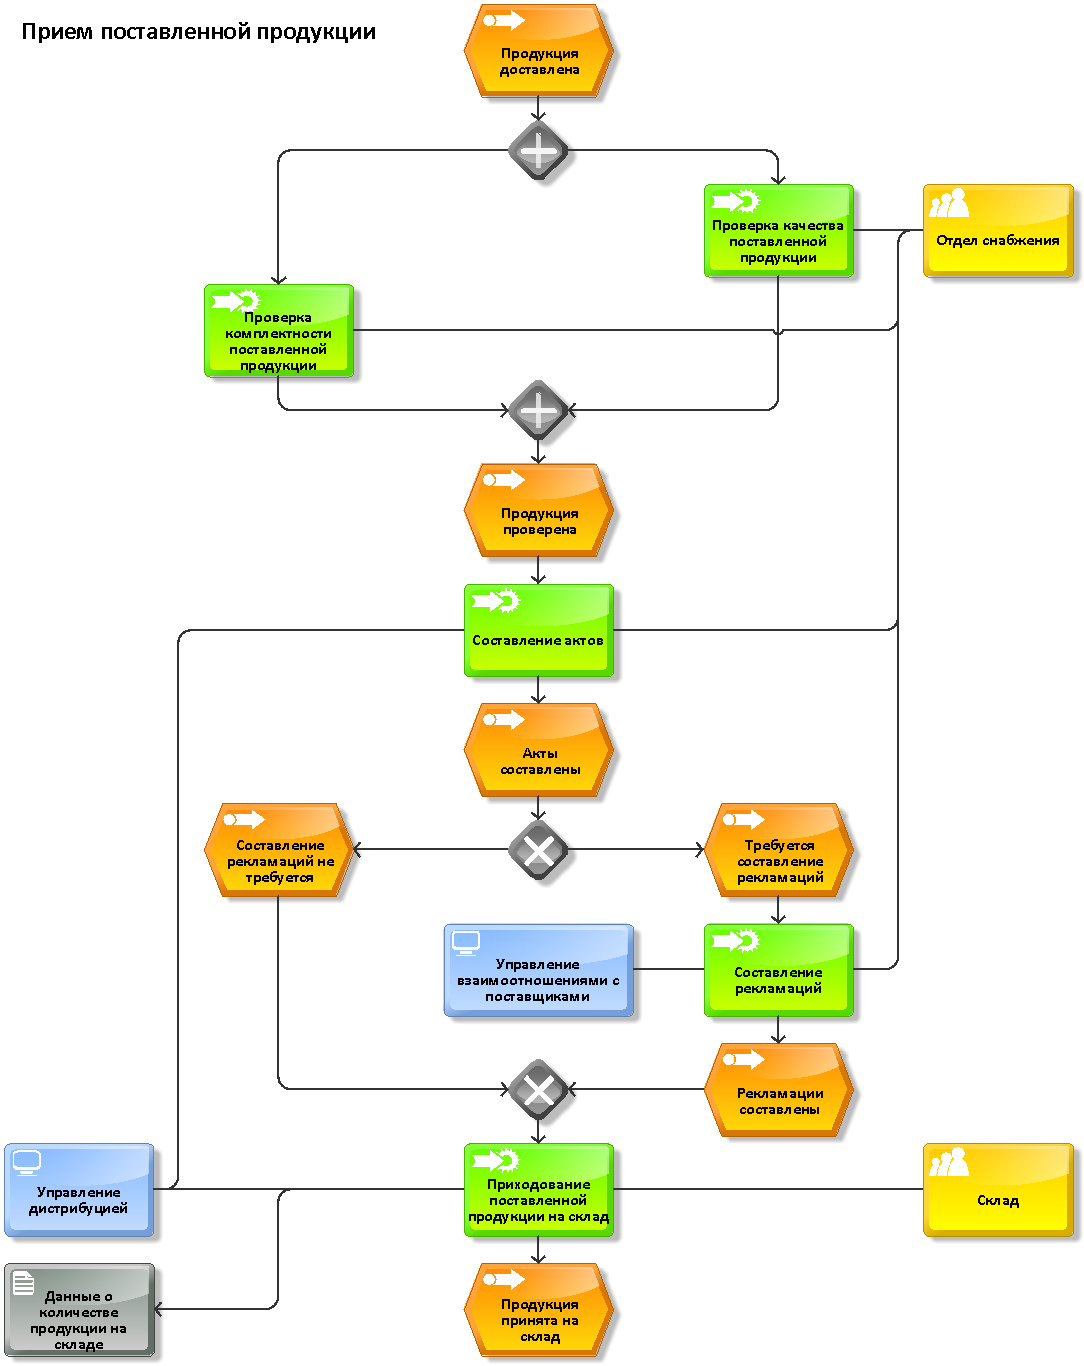 Прием поставленной продукции
Продукция
доставлена
Проверка качества
поставленной
продукции
Отдел снабжения
Проверка
комплектности
поставленной
продукции
Продукция
проверена
Составление актов
Акты
составлены
Составление
рекламаций не
требуется
Требуется
составление
рекламаций
Управление
взаимоотношениями с
поставщиками
Составление
рекламаций
Рекламации
составлены
Управление
дистрибуцией
Приходование
поставленной
продукции на склад
Склад
Данные о
количестве
продукции на
складе
Продукция
принята на
склад